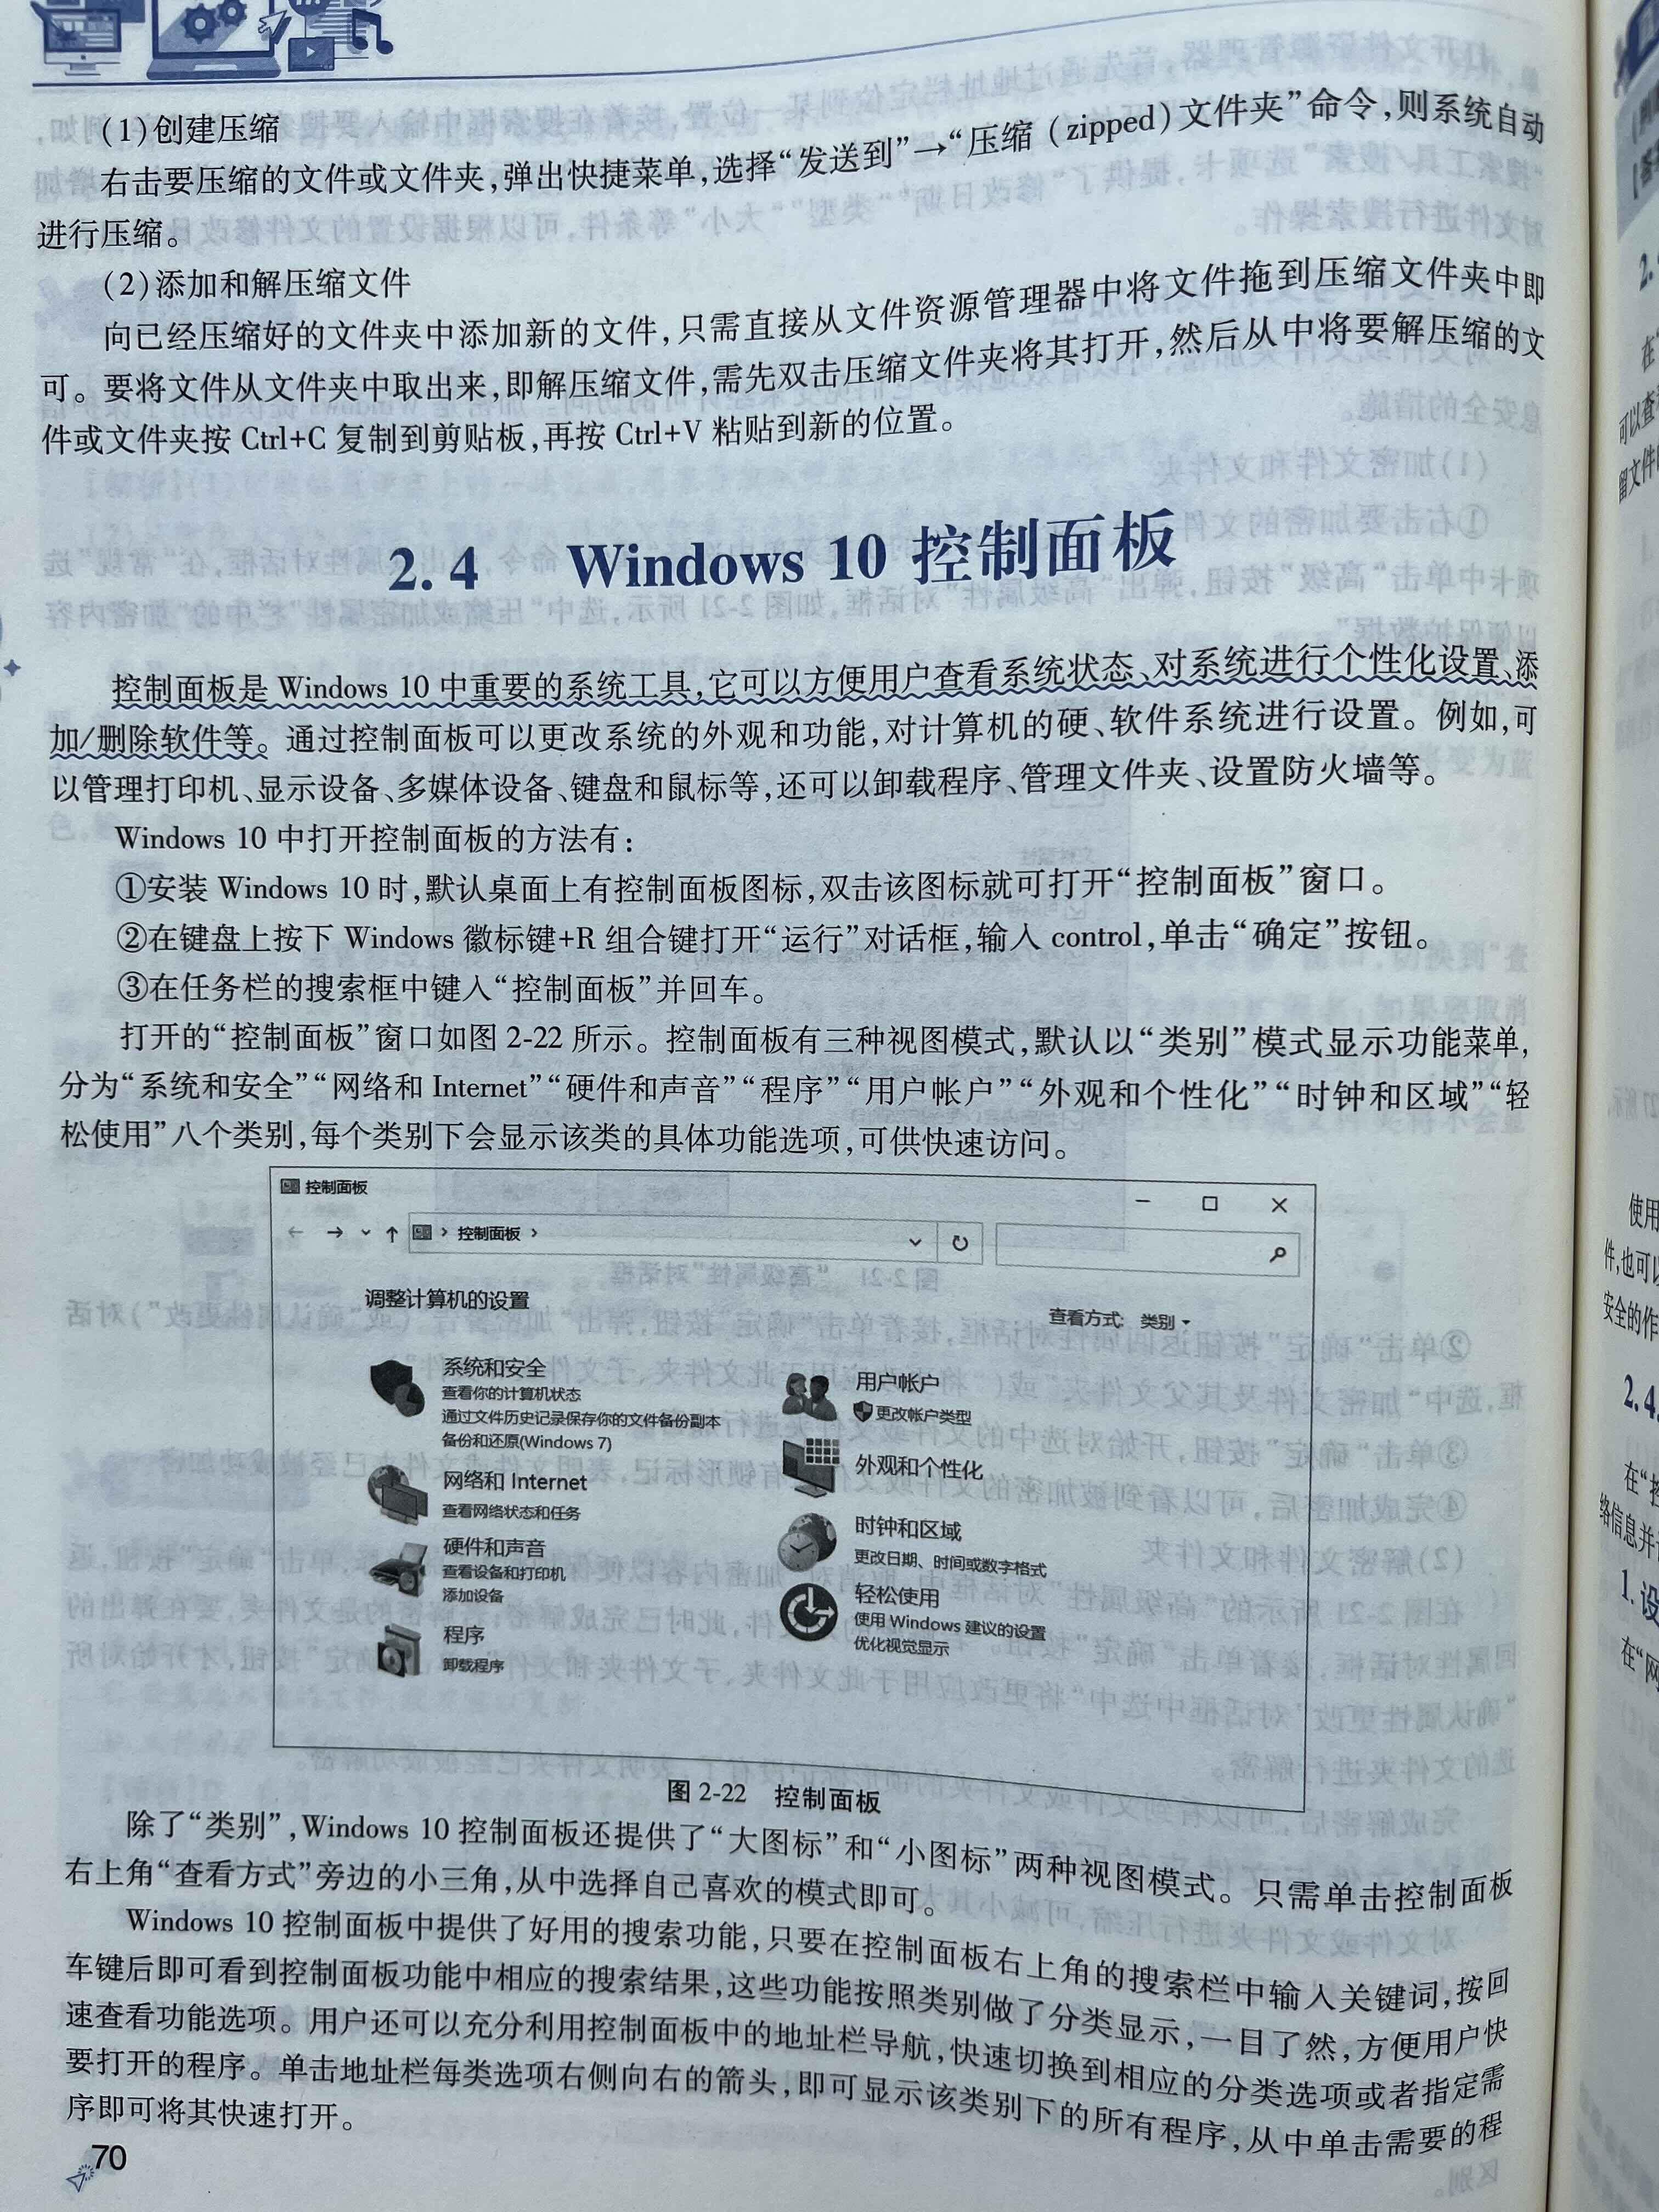 (1)创建压缩
右击要压缩的文件或文件夹,弹出快捷菜单,选择“发送到”→“压缩(zipped)文件夹”命令,则系统自动
进行压缩。
(2)添加和解压缩文件
向已经压缩好的文件夹中添加新的文件,只需直接从文件资源管理器中将文件拖到压缩文件夹中即
可。要将文件从文件夹中取出来,即解压缩文件,需先双击压缩文件夹将其打开,然后从中将要解压缩的文
件或文件夹按 Ctrl+C 复制到剪贴板,再按 Ctrl+V 粘贴到新的位置。
2.4 Windows 10 控制面板
控制面板是 Windows 10 中重要的系统工具,它可以方便用户查看系统状态、对系统进行个性化设置、添
加/删除软件等。通过控制面板可以更改系统的外观和功能,对计算机的硬、软件系统进行设置。例如,可
以管理打印机、显示设备、多媒体设备、键盘和鼠标等,还可以卸载程序、管理文件夹、设置防火墙等。
Windows 10 中打开控制面板的方法有:
①安装 Windows 10 时,默认桌面上有控制面板图标,双击该图标就可打开“控制面板”窗口。
②在键盘上按下 Windows 徽标键+R 组合键打开“运行”对话框,输入 control,单击“确定”按钮。
③在任务栏的搜索框中键入“控制面板”并回车。
打开的“控制面板”窗口如图 2-22 所示。控制面板有三种视图模式,默认以“类别”模式显示功能菜单,
分为“系统和安全”“网络和 Internet”“硬件和声音”“程序”“用户帐户”“外观和个性化”“时钟和区域”“轻
松使用”八个类别,每个类别下会显示该类的具体功能选项,可供快速访问。
控制面板
控制面板
调整计算机的设置
查看方式: 类别
系统和安全
查看你的计算机状态
通过文件历史记录保存你的文件备份副本
备份和还原(Windows 7)
网络和 Internet
查看网络状态和任务
硬件和声音
查看设备和打印机
添加设备
程序
卸载程序
用户帐户
更改帐户类型
外观和个性化
时钟和区域
更改日期、时间或数字格式
轻松使用
使用 Windows 建议的设置
优化视觉显示
图 2-22 控制面板
除了“类别”,Windows 10 控制面板还提供了“大图标”和“小图标”两种视图模式。只需单击控制面板
右上角“查看方式”旁边的小三角,从中选择自己喜欢的模式即可。
Windows 10 控制面板中提供了好用的搜索功能,只要在控制面板右上角的搜索栏中输入关键词,按回
车键后即可看到控制面板功能中相应的搜索结果,这些功能按照类别做了分类显示,一目了然,方便用户快
速查看功能选项。用户还可以充分利用控制面板中的地址栏导航,快速切换到相应的分类选项或者指定需
要打开的程序。单击地址栏每类选项右侧向右的箭头,即可显示该类别下的所有程序,从中单击需要的程
序即可将其快速打开。
70